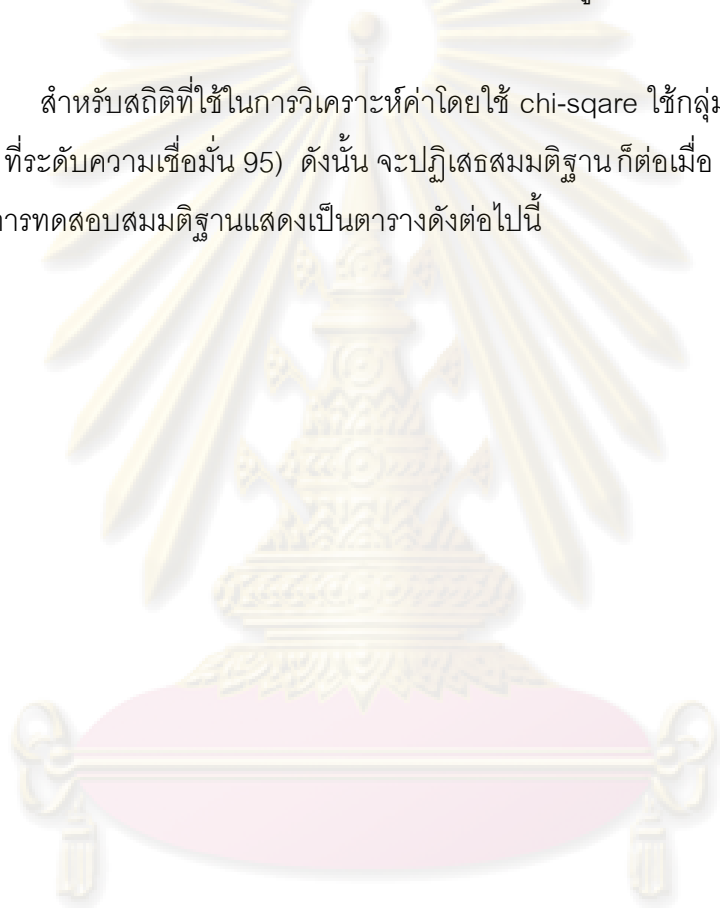 สำหรับสถิติที่ใช้ในการวิเคราะห์ค่าโดยใช้ chi-sqare ใช้กลุ่ม
ที่ระดับความเชื่อมั่น 95) ดังนั้น จะปฏิเสธสมมติฐาน ก็ต่อเมื่อ
การทดสอบสมมติฐานแสดงเป็นตารางดังต่อไปนี้